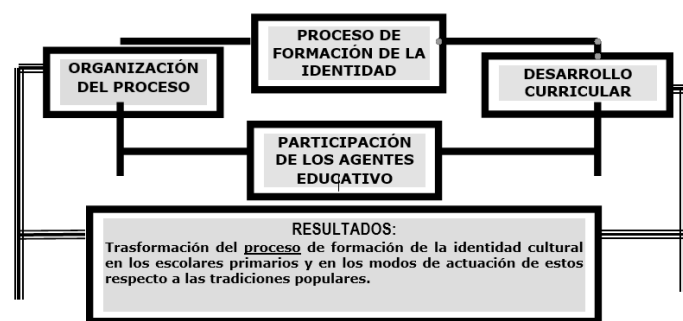 PROCESO DE
FORMACIÓN DE LA
IDENTIDAD
ORGANIZACIÓN
DEL PROCESO
DESARROLLO
CURRICULAR
PARTICIPACIÓN
DE LOS AGENTES
EDUCATIVO
RESULTADOS:
Trasformación del proceso de formación de la identidad cultural
en los escolares primarios y en los modos de actuación de estos
respecto a las tradiciones populares.